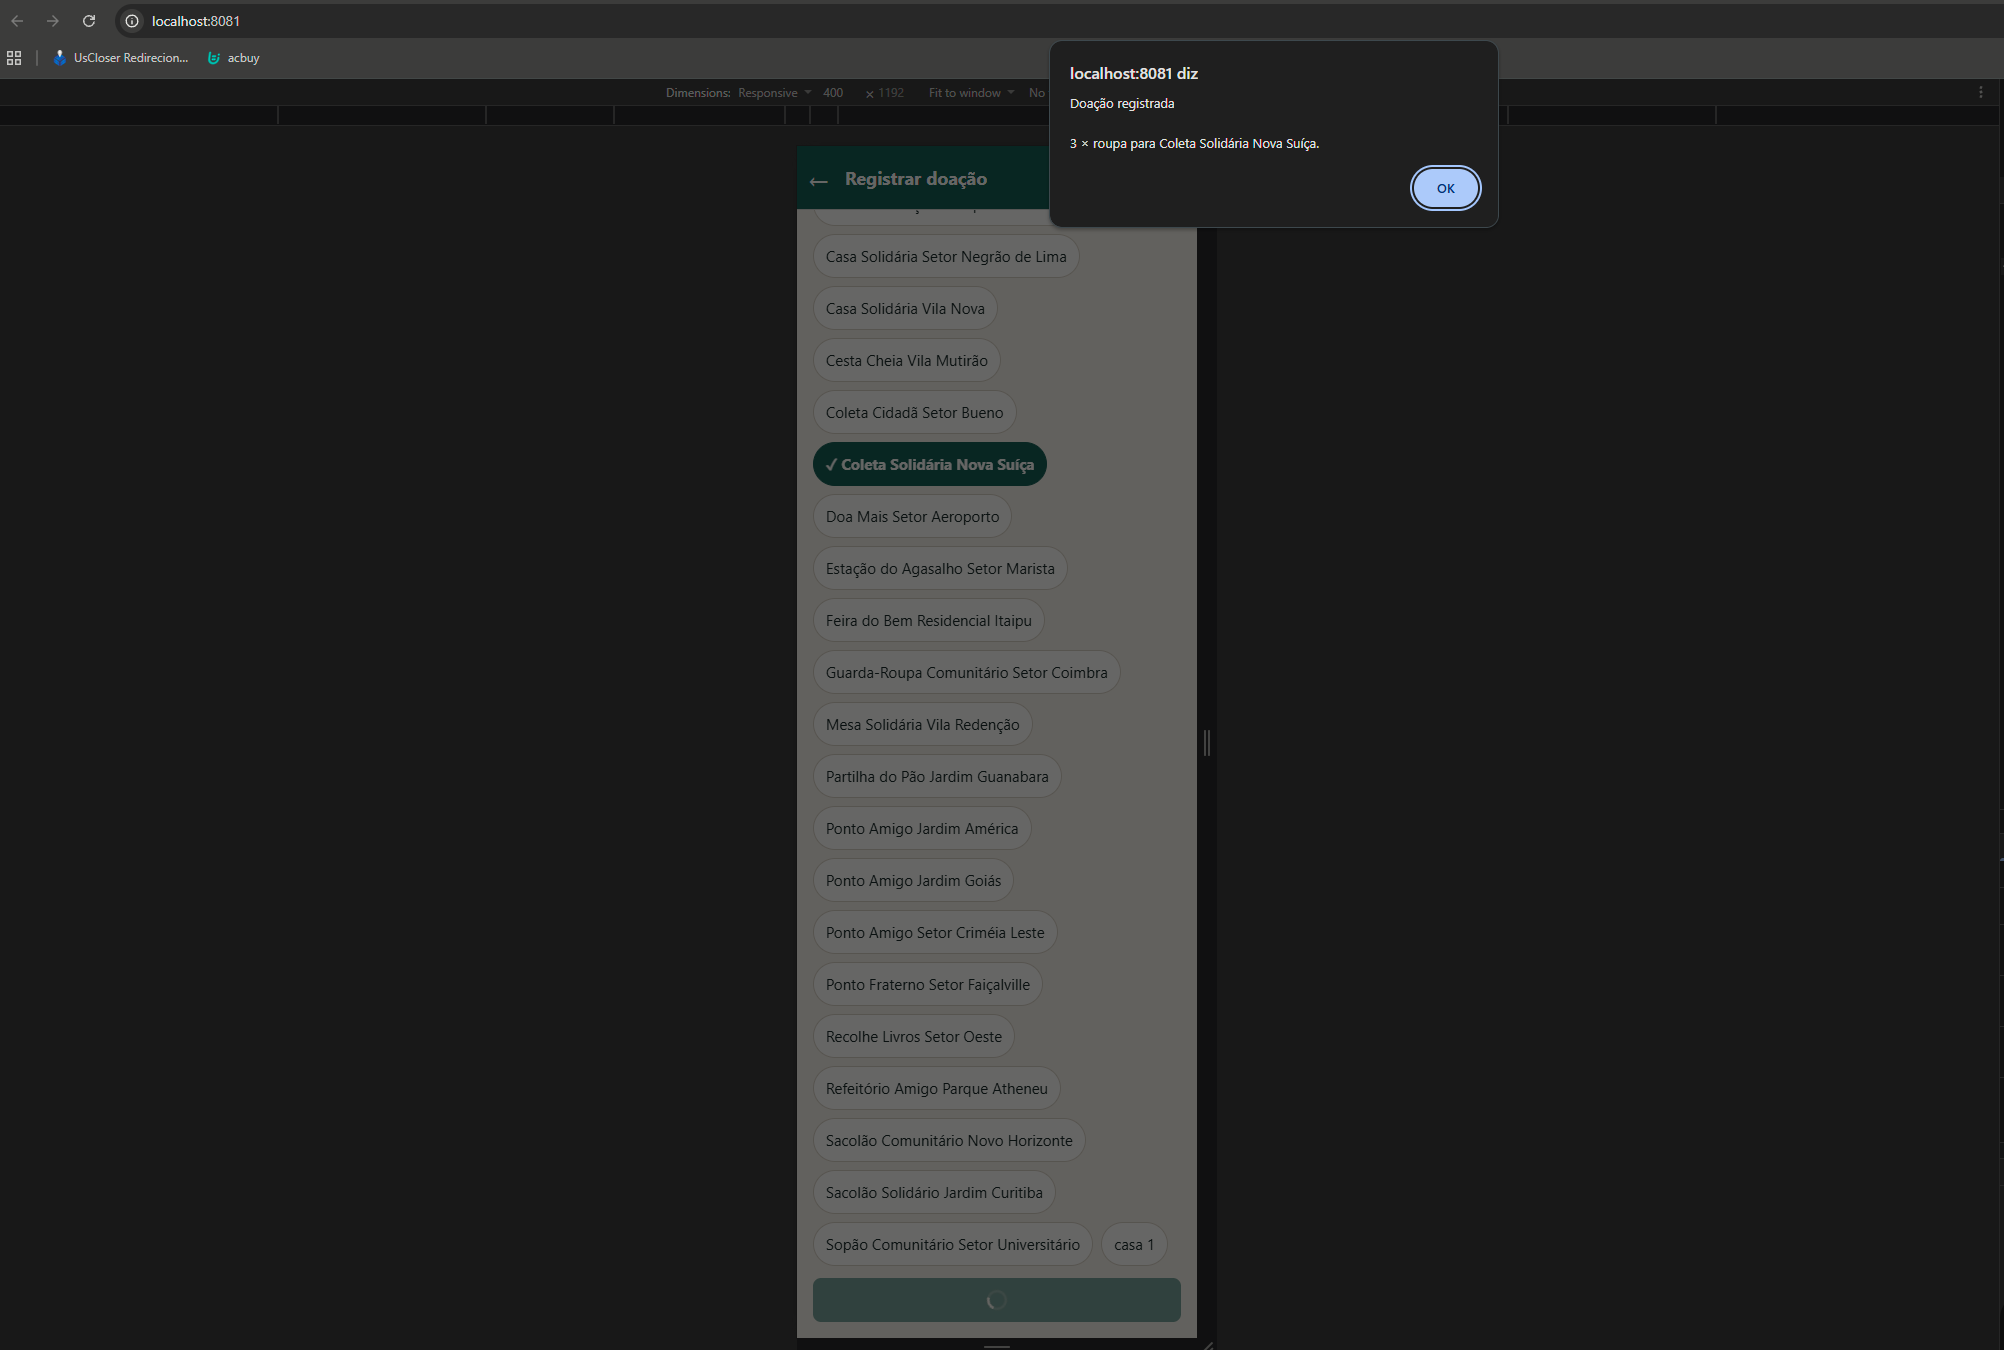 localhost:8081
UsCloser Redirecion...
acbuy
Dimensions: Responsive 400 × 1192 Fit to window No
localhost:8081 diz
Doação registrada
3 × roupa para Coleta Solidária Nova Suíça.
OK
← Registrar doação
Casa Solidária Setor Negrão de Lima
Casa Solidária Vila Nova
Cesta Cheia Vila Mutirão
Coleta Cidadã Setor Bueno
✓ Coleta Solidária Nova Suíça
Doa Mais Setor Aeroporto
Estação do Agasalho Setor Marista
Feira do Bem Residencial Itaipu
Guarda-Roupa Comunitário Setor Coimbra
Mesa Solidária Vila Redenção
Partilha do Pão Jardim Guanabara
Ponto Amigo Jardim América
Ponto Amigo Jardim Goiás
Ponto Amigo Setor Criméia Leste
Ponto Fraterno Setor Faiçalville
Recolhe Livros Setor Oeste
Refeitório Amigo Parque Atheneu
Sacolão Comunitário Novo Horizonte
Sacolão Solidário Jardim Curitiba
Sopão Comunitário Setor Universitário
casa 1